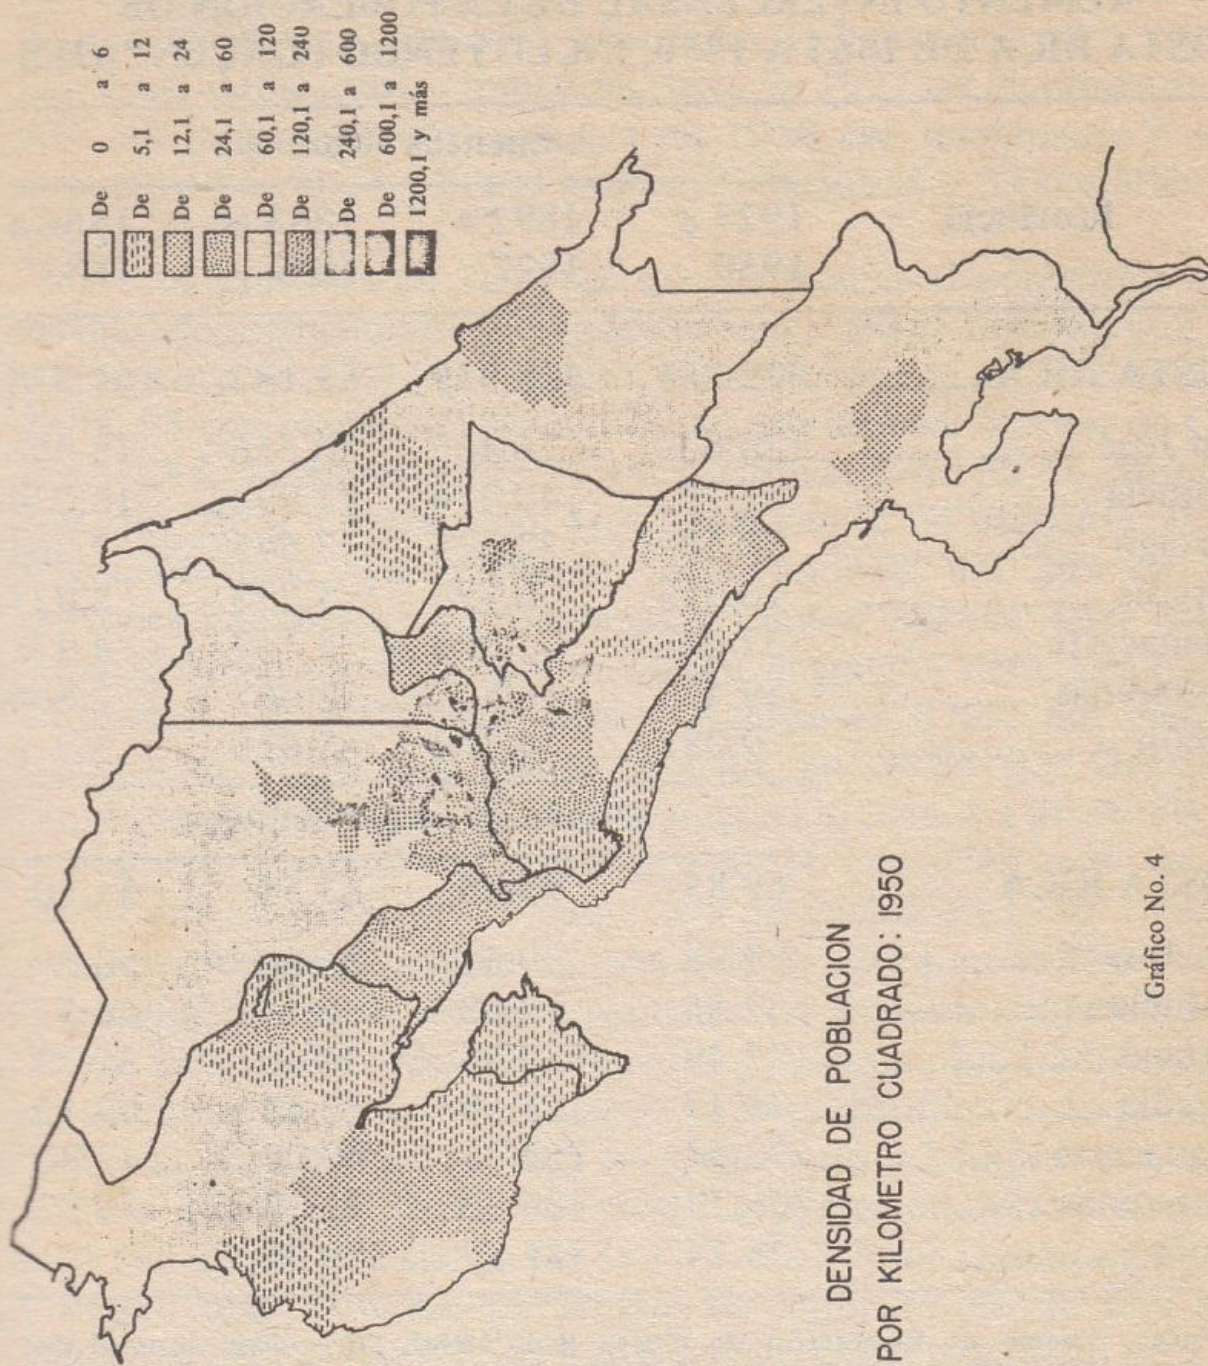 De 0 a 6
De 5,1 a 12
De 12,1 a 24
De 24,1 a 60
De 60,1 a 120
De 120,1 a 240
De 240,1 a 600
De 600,1 a 1200
1200,1 y más
DENSIDAD DE POBLACION
POR KILOMETRO CUADRADO: 1950
Gráfico No. 4